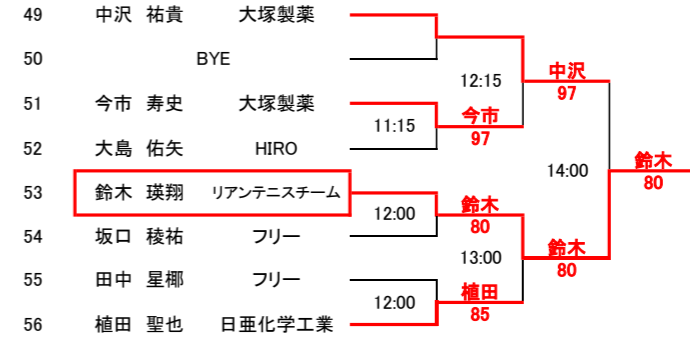 49 中沢 祐貴 大塚製薬
50 BYE
12:15
中沢
97
51 今市 寿史 大塚製薬
11:15
今市
97
52 大島 佑矢 HIRO
14:00
鈴木
80
53 鈴木 瑛翔 リアンテニスチーム
12:00
鈴木
80
54 坂口 稜祐 フリー
13:00
鈴木
80
55 田中 星椰 フリー
12:00
植田
85
56 植田 聖也 日亜化学工業